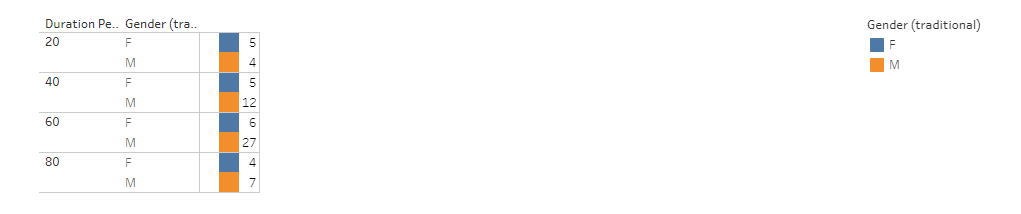 Duration Pe.. Gender (tra..
20 F 5
M 4
40 F 5
M 12
60 F 6
M 27
80 F 4
M 7
Gender (traditional)
F
M